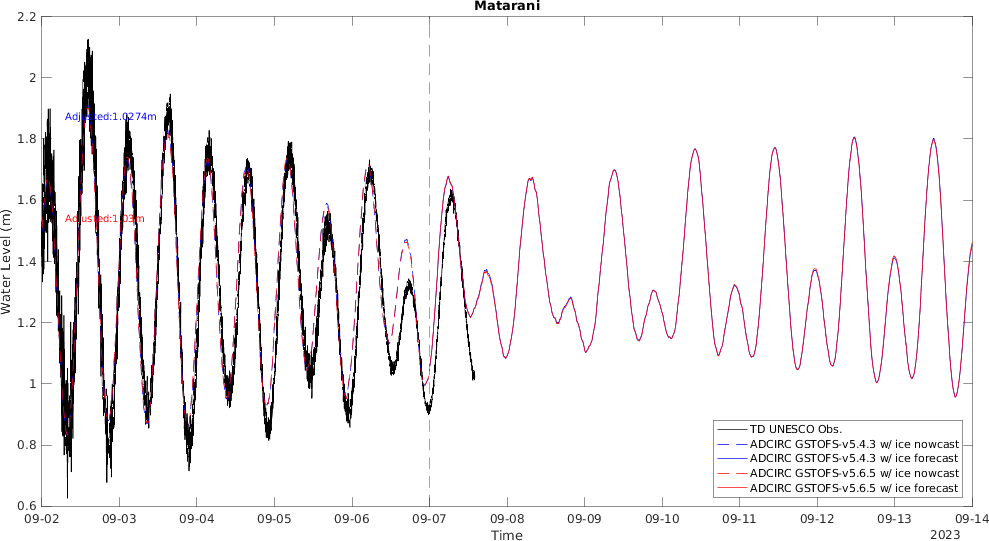 Matarani
2.2
2
1.8
1.6
1.4
1.2
1
0.8
0.6
Water Level (m)
Adjusted:1.0274m
Adjusted:1.03m
TD UNESCO Obs.
ADCIRC GSTOFS-v5.4.3 w/ ice nowcast
ADCIRC GSTOFS-v5.4.3 w/ ice forecast
ADCIRC GSTOFS-v5.6.5 w/ ice nowcast
ADCIRC GSTOFS-v5.6.5 w/ ice forecast
09-02 09-03 09-04 09-05 09-06 09-07 09-08 09-09 09-10 09-11 09-12 09-13 09-14
Time
2023